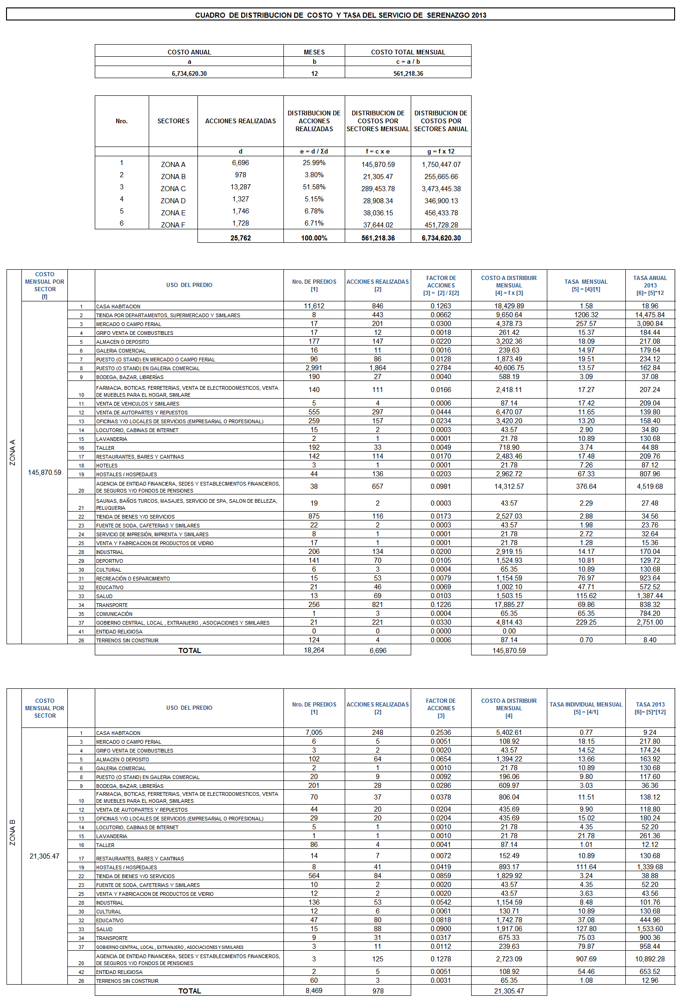 CUADRO DE DISTRIBUCION DE COSTO Y TASA DEL SERVICIO DE SERENAZGO 2013
COSTO ANUAL MESES COSTO TOTAL MENSUAL
a b c = a / b
6,734,620.30 12 561,218.36
Nro. SECTORES ACCIONES REALIZADAS DISTRIBUCION DE ACCIONES REALIZADAS DISTRIBUCION DE COSTOS POR SECTORES MENSUAL DISTRIBUCION DE COSTOS POR SECTORES ANUAL
d e = d / Σd f = c x e g = f x 12
1 ZONA A 6,696 25.99% 145,870.59 1,750,447.07
2 ZONA B 978 3.80% 21,305.47 255,665.66
3 ZONA C 13,287 51.58% 289,453.78 3,473,445.38
4 ZONA D 1,327 5.15% 28,908.34 346,900.13
5 ZONA E 1,746 6.78% 38,036.15 456,433.78
6 ZONA F 1,728 6.71% 37,644.02 451,728.28
25,762 100.00% 561,218.36 6,734,620.30
COSTO MENSUAL POR SECTOR [f] USO DEL PREDIO Nro. DE PREDIOS [1] ACCIONES REALIZADAS [2] FACTOR DE ACCIONES [3] = [2] / Σ[2] COSTO A DISTRIBUIR MENSUAL [4] = f x [3] TASA MENSUAL [5] = [4]/[1] TASA ANUAL 2013 [6]= [5]*12
ZONA A
145,870.59
1 CASA HABITACION 11,612 846 0.1263 18,429.89 1.58 18.96
2 TIENDA POR DEPARTAMENTOS, SUPERMERCADO Y SIMILARES 8 443 0.0662 9,650.64 1206.32 14,475.84
3 MERCADO O CAMPO FERIAL 17 201 0.0300 4,378.73 257.57 3,090.84
4 GRIFO VENTA DE COMBUSTIBLES 17 12 0.0018 261.42 15.37 184.44
5 ALMACEN O DEPOSITO 177 147 0.0220 3,202.36 18.09 217.08
6 GALERIA COMERCIAL 16 11 0.0016 239.63 14.97 179.64
7 PUESTO (O STAND) EN MERCADO O CAMPO FERIAL 96 86 0.0128 1,873.49 19.51 234.12
8 PUESTO (O STAND) EN GALERIA COMERCIAL 2,991 1,864 0.2784 40,606.75 13.57 162.84
9 BODEGA, BAZAR, LIBRERÍAS 190 27 0.0040 588.19 3.09 37.08
10 FARMACIA, BOTICAS, FERRETERIAS, VENTA DE ELECTRODOMESTICOS, VENTA DE MUEBLES PARA EL HOGAR, SIMILARE 140 111 0.0166 2,418.11 17.27 207.24
11 VENTA DE VEHICULOS Y SIMILARES 5 4 0.0006 87.14 17.42 209.04
12 VENTA DE AUTOPARTES Y REPUESTOS 555 297 0.0444 6,470.07 11.65 139.80
13 OFICINAS Y/O LOCALES DE SERVICIOS (EMPRESARIAL O PROFESIONAL) 259 157 0.0234 3,420.20 13.20 158.40
14 LOCUTORIO, CABINAS DE INTERNET 15 2 0.0003 43.57 2.90 34.80
15 LAVANDERIA 2 1 0.0001 21.78 10.89 130.68
16 TALLER 192 33 0.0049 718.90 3.74 44.88
17 RESTAURANTES, BARES Y CANTINAS 142 114 0.0170 2,483.46 17.48 209.76
18 HOTELES 3 1 0.0001 21.78 7.26 87.12
19 HOSTALES / HOSPEDAJES 44 136 0.0203 2,962.72 67.33 807.96
20 AGENCIA DE ENTIDAD FINANCIERA, SEDES Y ESTABLECIMIENTOS FINANCIEROS, DE SEGUROS Y/O FONDOS DE PENSIONES 38 657 0.0981 14,312.57 376.64 4,519.68
21 SAUNAS, BAÑOS TURCOS, MASAJES, SERVICIO DE SPA, SALON DE BELLEZA, PELUQUERIA 19 2 0.0003 43.57 2.29 27.48
22 TIENDA DE BIENES Y/O SERVICIOS 875 116 0.0173 2,527.03 2.88 34.56
23 FUENTE DE SODA, CAFETERIAS Y SIMILARES 22 2 0.0003 43.57 1.98 23.76
24 SERVICIO DE IMPRESIÓN, IMPRENTA Y SIMILARES 8 1 0.0001 21.78 2.72 32.64
25 VENTA Y FABRICACION DE PRODUCTOS DE VIDRIO 17 1 0.0001 21.78 1.28 15.36
28 INDUSTRIAL 206 134 0.0200 2,919.15 14.17 170.04
29 DEPORTIVO 141 70 0.0105 1,524.93 10.81 129.72
30 CULTURAL 6 3 0.0004 65.35 10.89 130.68
31 RECREACIÓN O ESPARCIMIENTO 15 53 0.0079 1,154.59 76.97 923.64
32 EDUCATIVO 21 46 0.0069 1,002.10 47.71 572.52
33 SALUD 13 69 0.0103 1,503.15 115.62 1,387.44
34 TRANSPORTE 256 821 0.1226 17,885.27 69.86 838.32
35 COMUNICACIÓN 1 3 0.0004 65.35 65.35 784.20
37 GOBIERNO CENTRAL, LOCAL , EXTRANJERO , ASOCIACIONES Y SIMILARES 21 221 0.0330 4,814.43 229.25 2,751.00
41 ENTIDAD RELIGIOSA 0 0 0.0000 0.00
26 TERRENOS SIN CONSTRUIR 124 4 0.0006 87.14 0.70 8.40
TOTAL 18,264 6,696 145,870.59
COSTO MENSUAL POR SECTOR USO DEL PREDIO Nro. DE PREDIOS [1] ACCIONES REALIZADAS [2] FACTOR DE ACCIONES [3] COSTO A DISTRIBUIR MENSUAL [4] TASA INDIVIDUAL MENSUAL [5] = [4/1] TASA 2013 [6]= [5]*[12]
ZONA B
21,305.47
1 CASA HABITACION 7,005 248 0.2536 5,402.61 0.77 9.24
3 MERCADO O CAMPO FERIAL 6 5 0.0051 108.92 18.15 217.80
4 GRIFO VENTA DE COMBUSTIBLES 3 2 0.0020 43.57 14.52 174.24
5 ALMACEN O DEPOSITO 102 64 0.0654 1,394.22 13.66 163.92
6 GALERIA COMERCIAL 2 1 0.0010 21.78 10.89 130.68
8 PUESTO (O STAND) EN GALERIA COMERCIAL 20 9 0.0092 196.06 9.80 117.60
9 BODEGA, BAZAR, LIBRERÍAS 201 28 0.0286 609.97 3.03 36.36
10 FARMACIA, BOTICAS, FERRETERIAS, VENTA DE ELECTRODOMESTICOS, VENTA DE MUEBLES PARA EL HOGAR, SIMILARES 70 37 0.0378 806.04 11.51 138.12
12 VENTA DE AUTOPARTES Y REPUESTOS 44 20 0.0204 435.69 9.90 118.80
13 OFICINAS Y/O LOCALES DE SERVICIOS (EMPRESARIAL O PROFESIONAL) 29 20 0.0204 435.69 15.02 180.24
14 LOCUTORIO, CABINAS DE INTERNET 5 1 0.0010 21.78 4.35 52.20
15 LAVANDERIA 1 1 0.0010 21.78 21.78 261.36
16 TALLER 86 4 0.0041 87.14 1.01 12.12
17 RESTAURANTES, BARES Y CANTINAS 14 7 0.0072 152.49 10.89 130.68
19 HOSTALES / HOSPEDAJES 8 41 0.0419 893.17 111.64 1,339.68
22 TIENDA DE BIENES Y/O SERVICIOS 564 84 0.0859 1,829.92 3.24 38.88
23 FUENTE DE SODA, CAFETERIAS Y SIMILARES 10 2 0.0020 43.57 4.35 52.20
25 VENTA Y FABRICACION DE PRODUCTOS DE VIDRIO 12 2 0.0020 43.57 3.63 43.56
28 INDUSTRIAL 136 53 0.0542 1,154.59 8.48 101.76
30 CULTURAL 12 6 0.0061 130.71 10.89 130.68
32 EDUCATIVO 47 80 0.0818 1,742.78 37.08 444.96
33 SALUD 15 88 0.0900 1,917.06 127.80 1,533.60
34 TRANSPORTE 9 31 0.0317 675.33 75.03 900.36
37 GOBIERNO CENTRAL, LOCAL , EXTRANJERO , ASOCIACIONES Y SIMILARES 3 11 0.0112 239.63 79.87 958.44
20 AGENCIA DE ENTIDAD FINANCIERA, SEDES Y ESTABLECIMIENTOS FINANCIEROS, DE SEGUROS Y/O FONDOS DE PENSIONES 3 125 0.1278 2,723.09 907.69 10,892.28
42 ENTIDAD RELIGIOSA 2 5 0.0051 108.92 54.46 653.52
26 TERRENOS SIN CONSTRUIR 60 3 0.0031 65.35 1.08 12.96
TOTAL 8,469 978 21,305.47